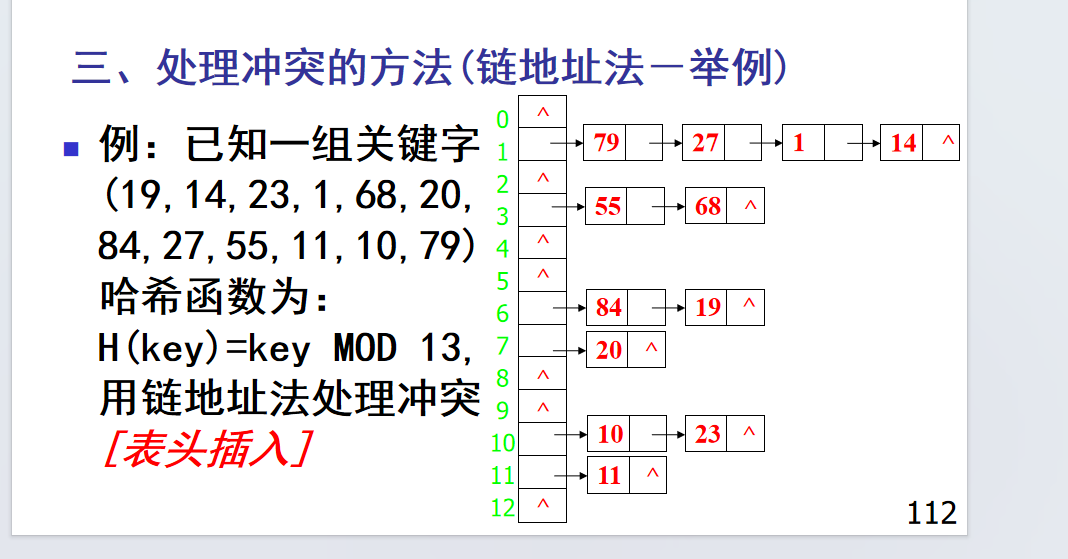 三、处理冲突的方法(链地址法－举例)
例：已知一组关键字
(19,14,23,1,68,20,
84,27,55,11,10,79)
哈希函数为：
H(key)=key MOD 13,
用链地址法处理冲突
[表头插入]
0 ^
1 79 27 1 14 ^
2 ^
3 55 68 ^
4 ^
5 ^
6 84 19 ^
7 20 ^
8 ^
9 ^
10 10 23 ^
11 11 ^
12 ^
112